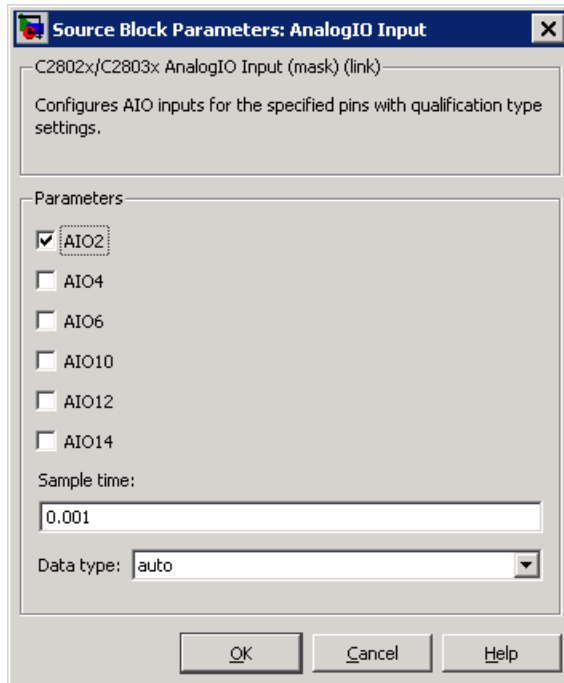 Source Block Parameters: AnalogIO Input
C2802x/C2803x AnalogIO Input (mask) (link)
Configures AIO inputs for the specified pins with qualification type
settings.
Parameters
AIO2
AIO4
AIO6
AIO10
AIO12
AIO14
Sample time:
0.001
Data type: auto
OK Cancel Help